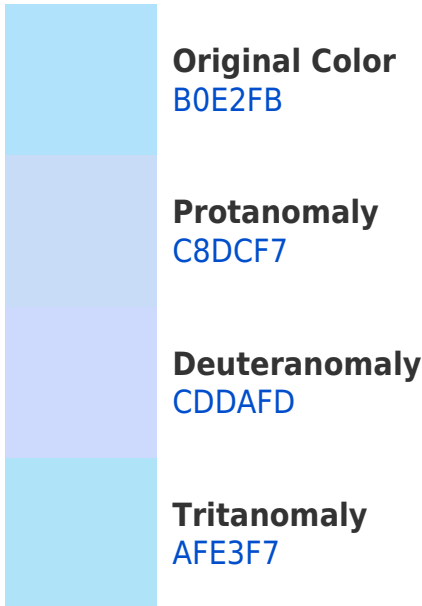 Original Color
B0E2FB
Protanomaly
C8DCF7
Deuteranomaly
CDDAFD
Tritanomaly
AFE3F7